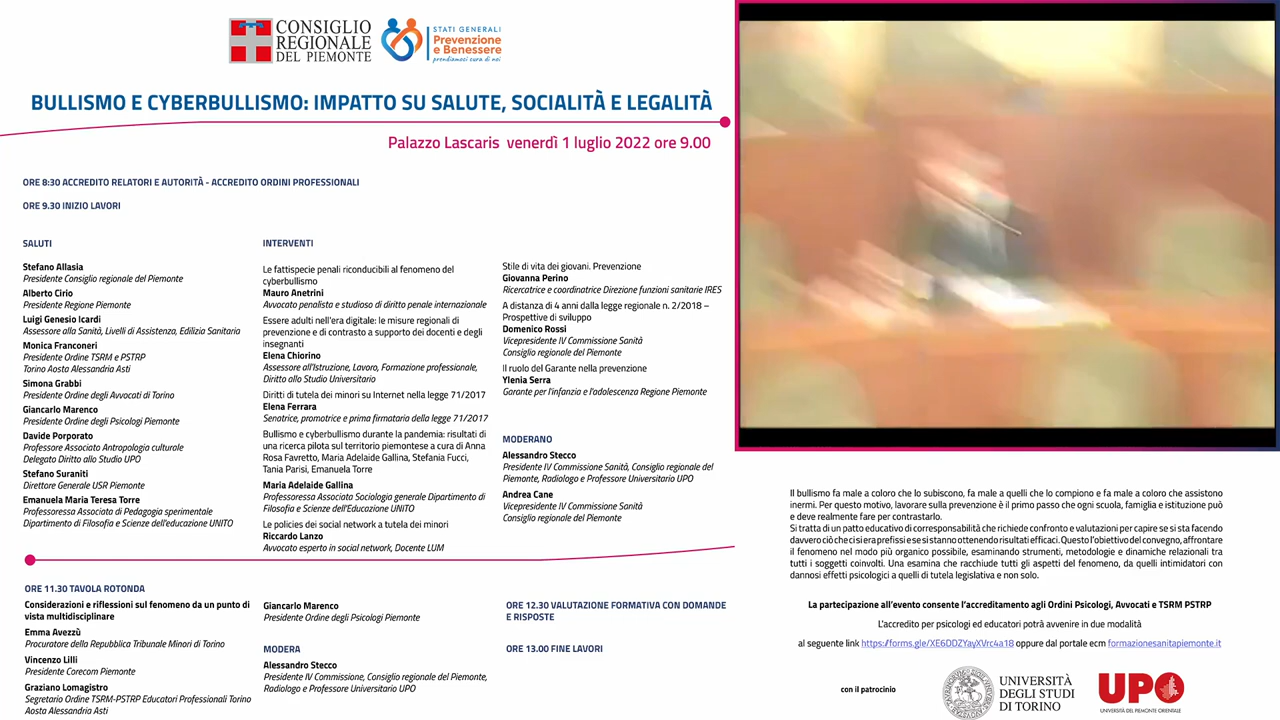 CONSIGLIO
REGIONALE
DEL PIEMONTE
STATI GENERALI
Prevenzione
e Benessere
prendiamoci cura di noi
BULLISMO E CYBERBULLISMO: IMPATTO SU SALUTE, SOCIALITÀ E LEGALITÀ
Palazzo Lascaris venerdì 1 luglio 2022 ore 9.00
ORE 8:30 ACCREDITO RELATORI E AUTORITÀ - ACCREDITO ORDINI PROFESSIONALI
ORE 9.30 INIZIO LAVORI
SALUTI
Stefano Allasia
Presidente Consiglio regionale del Piemonte
Alberto Cirio
Presidente Regione Piemonte
Luigi Genesio Icardi
Assessore alla Sanità, Livelli di Assistenza, Edilizia Sanitaria
Monica Franconeri
Presidente Ordine TSRM e PSTRP
Torino Aosta Alessandria Asti
Simona Grabbi
Presidente Ordine degli Avvocati di Torino
Giancarlo Marenco
Presidente Ordine degli Psicologi Piemonte
Davide Porporato
Professore Associato Antropologia culturale
Delegato Diritto allo Studio UPO
Stefano Suraniti
Direttore Generale USR Piemonte
Emanuela Maria Teresa Torre
Professoressa Associata di Pedagogia sperimentale
Dipartimento di Filosofia e Scienze dell'educazione UNITO
INTERVENTI
Le fattispecie penali riconducibili al fenomeno del
cyberbullismo
Mauro Anetrini
Avvocato penalista e studioso di diritto penale internazionale
Essere adulti nell'era digitale: le misure regionali di
prevenzione e di contrasto a supporto dei docenti e degli
insegnanti
Elena Chiorino
Assessore all'Istruzione, Lavoro, Formazione professionale,
Diritto allo Studio Universitario
Diritti di tutela dei minori su Internet nella legge 71/2017
Elena Ferrara
Senatrice, promotrice e prima firmataria della legge 71/2017
Bullismo e cyberbullismo durante la pandemia: risultati di
una ricerca pilota sul territorio piemontese a cura di Anna
Rosa Favretto, Maria Adelaide Gallina, Stefania Fucci,
Tania Parisi, Emanuela Torre
Maria Adelaide Gallina
Professoressa Associata Sociologia generale Dipartimento di
Filosofia e Scienze dell'Educazione UNITO
Le policies dei social network a tutela dei minori
Riccardo Lanzo
Avvocato esperto in social network, Docente LUM
Stile di vita dei giovani. Prevenzione
Giovanna Perino
Ricercatrice e coordinatrice Direzione funzioni sanitarie IRES
A distanza di 4 anni dalla legge regionale n. 2/2018 –
Prospettive di sviluppo
Domenico Rossi
Vicepresidente IV Commissione Sanità
Consiglio regionale del Piemonte
Il ruolo del Garante nella prevenzione
Ylenia Serra
Garante per l'infanzia e l'adolescenza Regione Piemonte
MODERANO
Alessandro Stecco
Presidente IV Commissione Sanità, Consiglio regionale del
Piemonte, Radiologo e Professore Universitario UPO
Andrea Cane
Vicepresidente IV Commissione Sanità
Consiglio regionale del Piemonte
ORE 11.30 TAVOLA ROTONDA
Considerazioni e riflessioni sul fenomeno da un punto di
vista multidisciplinare
Emma Avezzù
Procuratore della Repubblica Tribunale Minori di Torino
Vincenzo Lilli
Presidente Corecom Piemonte
Graziano Lomagistro
Segretario Ordine TSRM-PSTRP Educatori Professionali Torino
Aosta Alessandria Asti
Giancarlo Marenco
Presidente Ordine degli Psicologi Piemonte
MODERA
Alessandro Stecco
Presidente IV Commissione, Consiglio regionale del Piemonte,
Radiologo e Professore Universitario UPO
ORE 12.30 VALUTAZIONE FORMATIVA CON DOMANDE
E RISPOSTE
ORE 13.00 FINE LAVORI
Il bullismo fa male a coloro che lo subiscono, fa male a quelli che lo compiono e fa male a coloro che assistono
inermi. Per questo motivo, lavorare sulla prevenzione è il primo passo che ogni scuola, famiglia e istituzione può
e deve realmente fare per contrastarlo.
Si tratta di un patto educativo di corresponsabilità che richiede confronto e valutazioni per capire se si sta facendo
davvero ciò che ci si era prefissi e se si stanno ottenendo risultati efficaci. Questo l'obiettivo del convegno, affrontare
il fenomeno nel modo più organico possibile, esaminando strumenti, metodologie e dinamiche relazionali tra
tutti i soggetti coinvolti. Una esamina che racchiude tutti gli aspetti del fenomeno, da quelli intimidatori con
dannosi effetti psicologici a quelli di tutela legislativa e non solo.
La partecipazione all'evento consente l'accreditamento agli Ordini Psicologi, Avvocati e TSRM PSTRP
L'accredito per psicologi ed educatori potrà avvenire in due modalità
al seguente link https://forms.gle/XE6DDZYayXVrc4a18 oppure dal portale ecm formazionesanitapiemonte.it
con il patrocinio
UNIVERSITÀ
DEGLI STUDI
DI TORINO
UPO
UNIVERSITÀ DEL PIEMONTE ORIENTALE